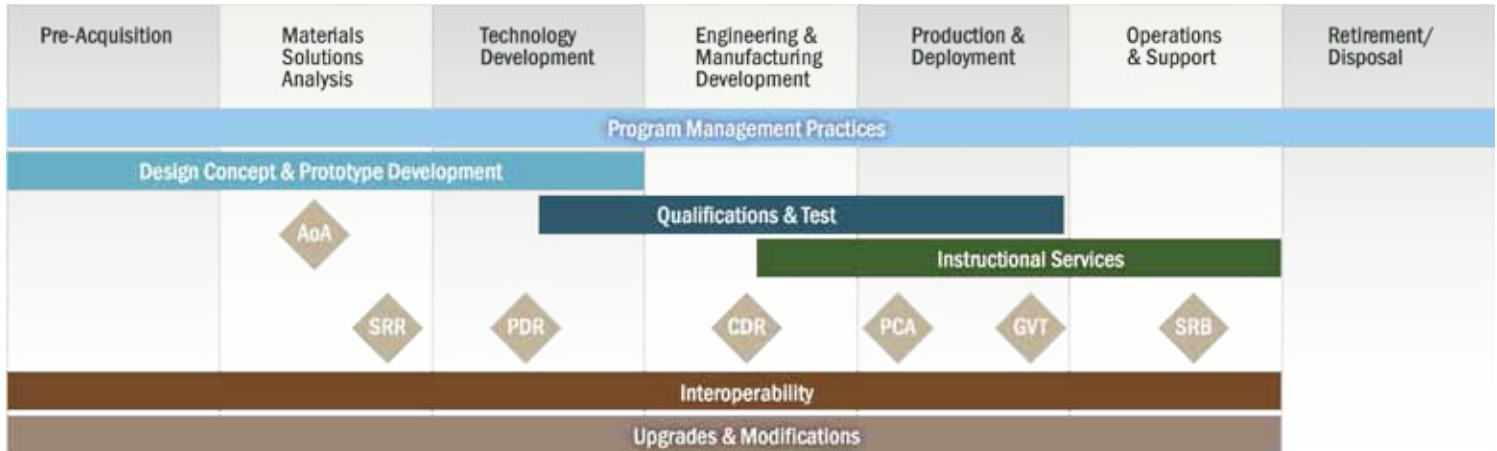 Pre-Acquisition
Materials
Solutions
Analysis
Technology
Development
Engineering &
Manufacturing
Development
Production &
Deployment
Operations
& Support
Retirement/
Disposal
Program Management Practices
Design Concept & Prototype Development
Qualifications & Test
AoA
Instructional Services
SRR
PDR
CDR
PCA
GVT
SRB
Interoperability
Upgrades & Modifications